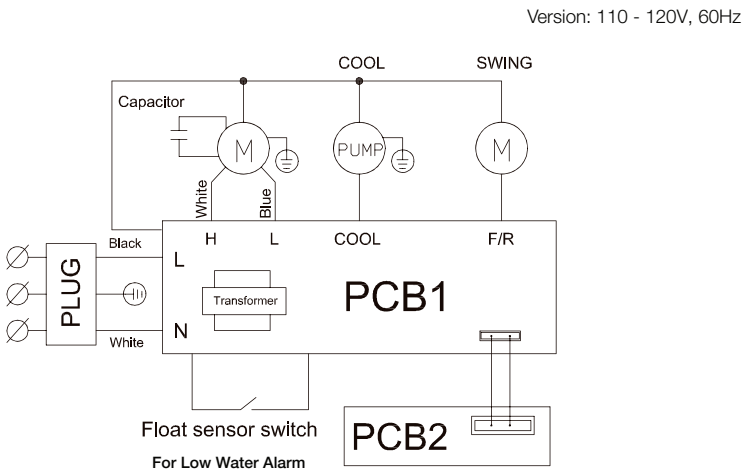 Version: 110 - 120V, 60Hz
COOL
SWING
Capacitor
M
PUMP
M
White
Blue
H
L
COOL
F/R
Black
L
PLUG
Transformer
PCB1
N
White
Float sensor switch
For Low Water Alarm
PCB2